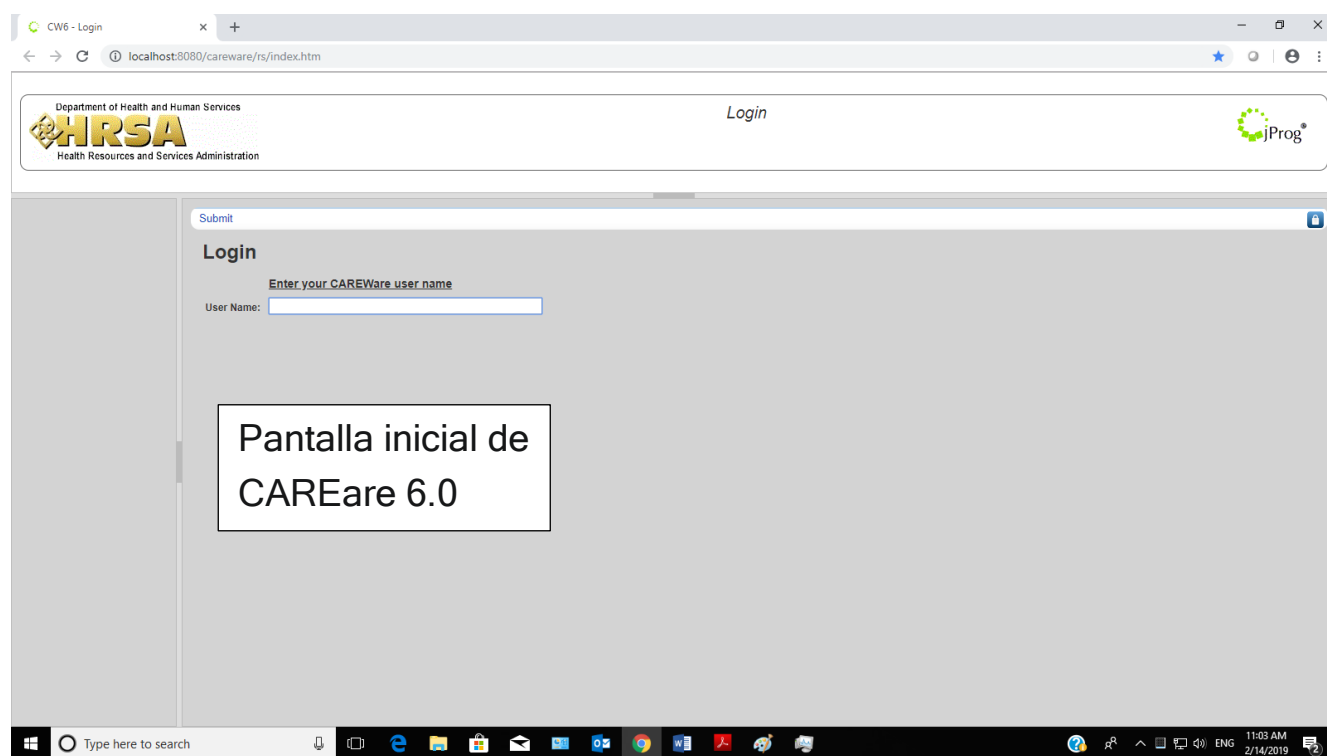 CW6 - Login
localhost:8080/careware/rs/index.htm
Department of Health and Human Services
HRSA
Health Resources and Services Administration
Login
jProg®
Submit
Login
Enter your CAREWare user name
User Name:
Pantalla inicial de
CAREare 6.0
Type here to search
ENG
11:03 AM
2/14/2019
2